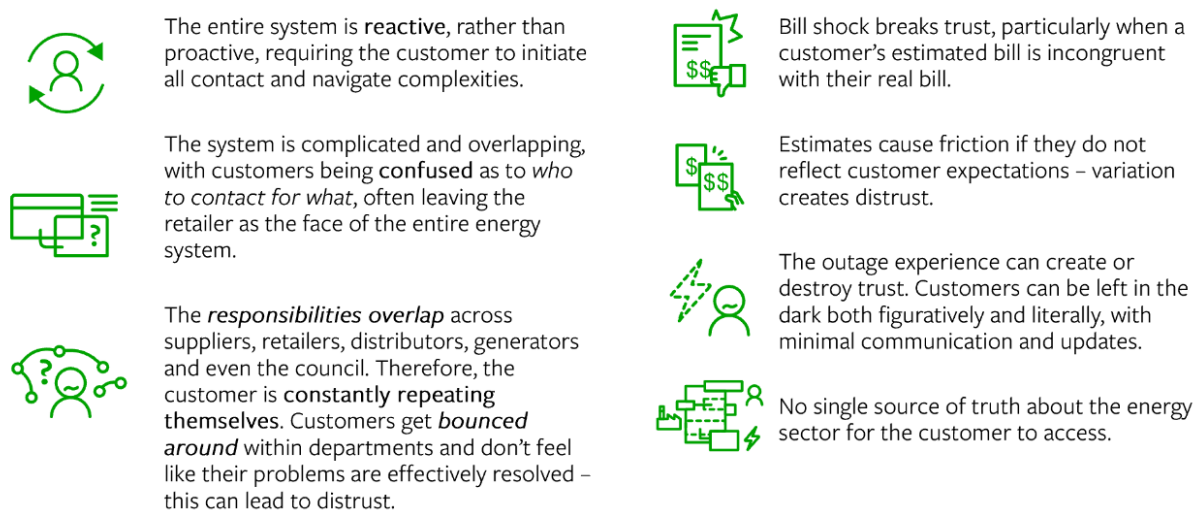 The entire system is reactive, rather than
proactive, requiring the customer to initiate
all contact and navigate complexities.
The system is complicated and overlapping,
with customers being confused as to who
to contact for what, often leaving the
retailer as the face of the entire energy
system.
?
The responsibilities overlap across
suppliers, retailers, distributors, generators
and even the council. Therefore, the
customer is constantly repeating
themselves. Customers get bounced
around within departments and don’t feel
like their problems are effectively resolved –
this can lead to distrust.
?
Bill shock breaks trust, particularly when a
customer’s estimated bill is incongruent
with their real bill.
$$
Estimates cause friction if they do not
reflect customer expectations – variation
creates distrust.
$
$$
The outage experience can create or
destroy trust. Customers can be left in the
dark both figuratively and literally, with
minimal communication and updates.
No single source of truth about the energy
sector for the customer to access.